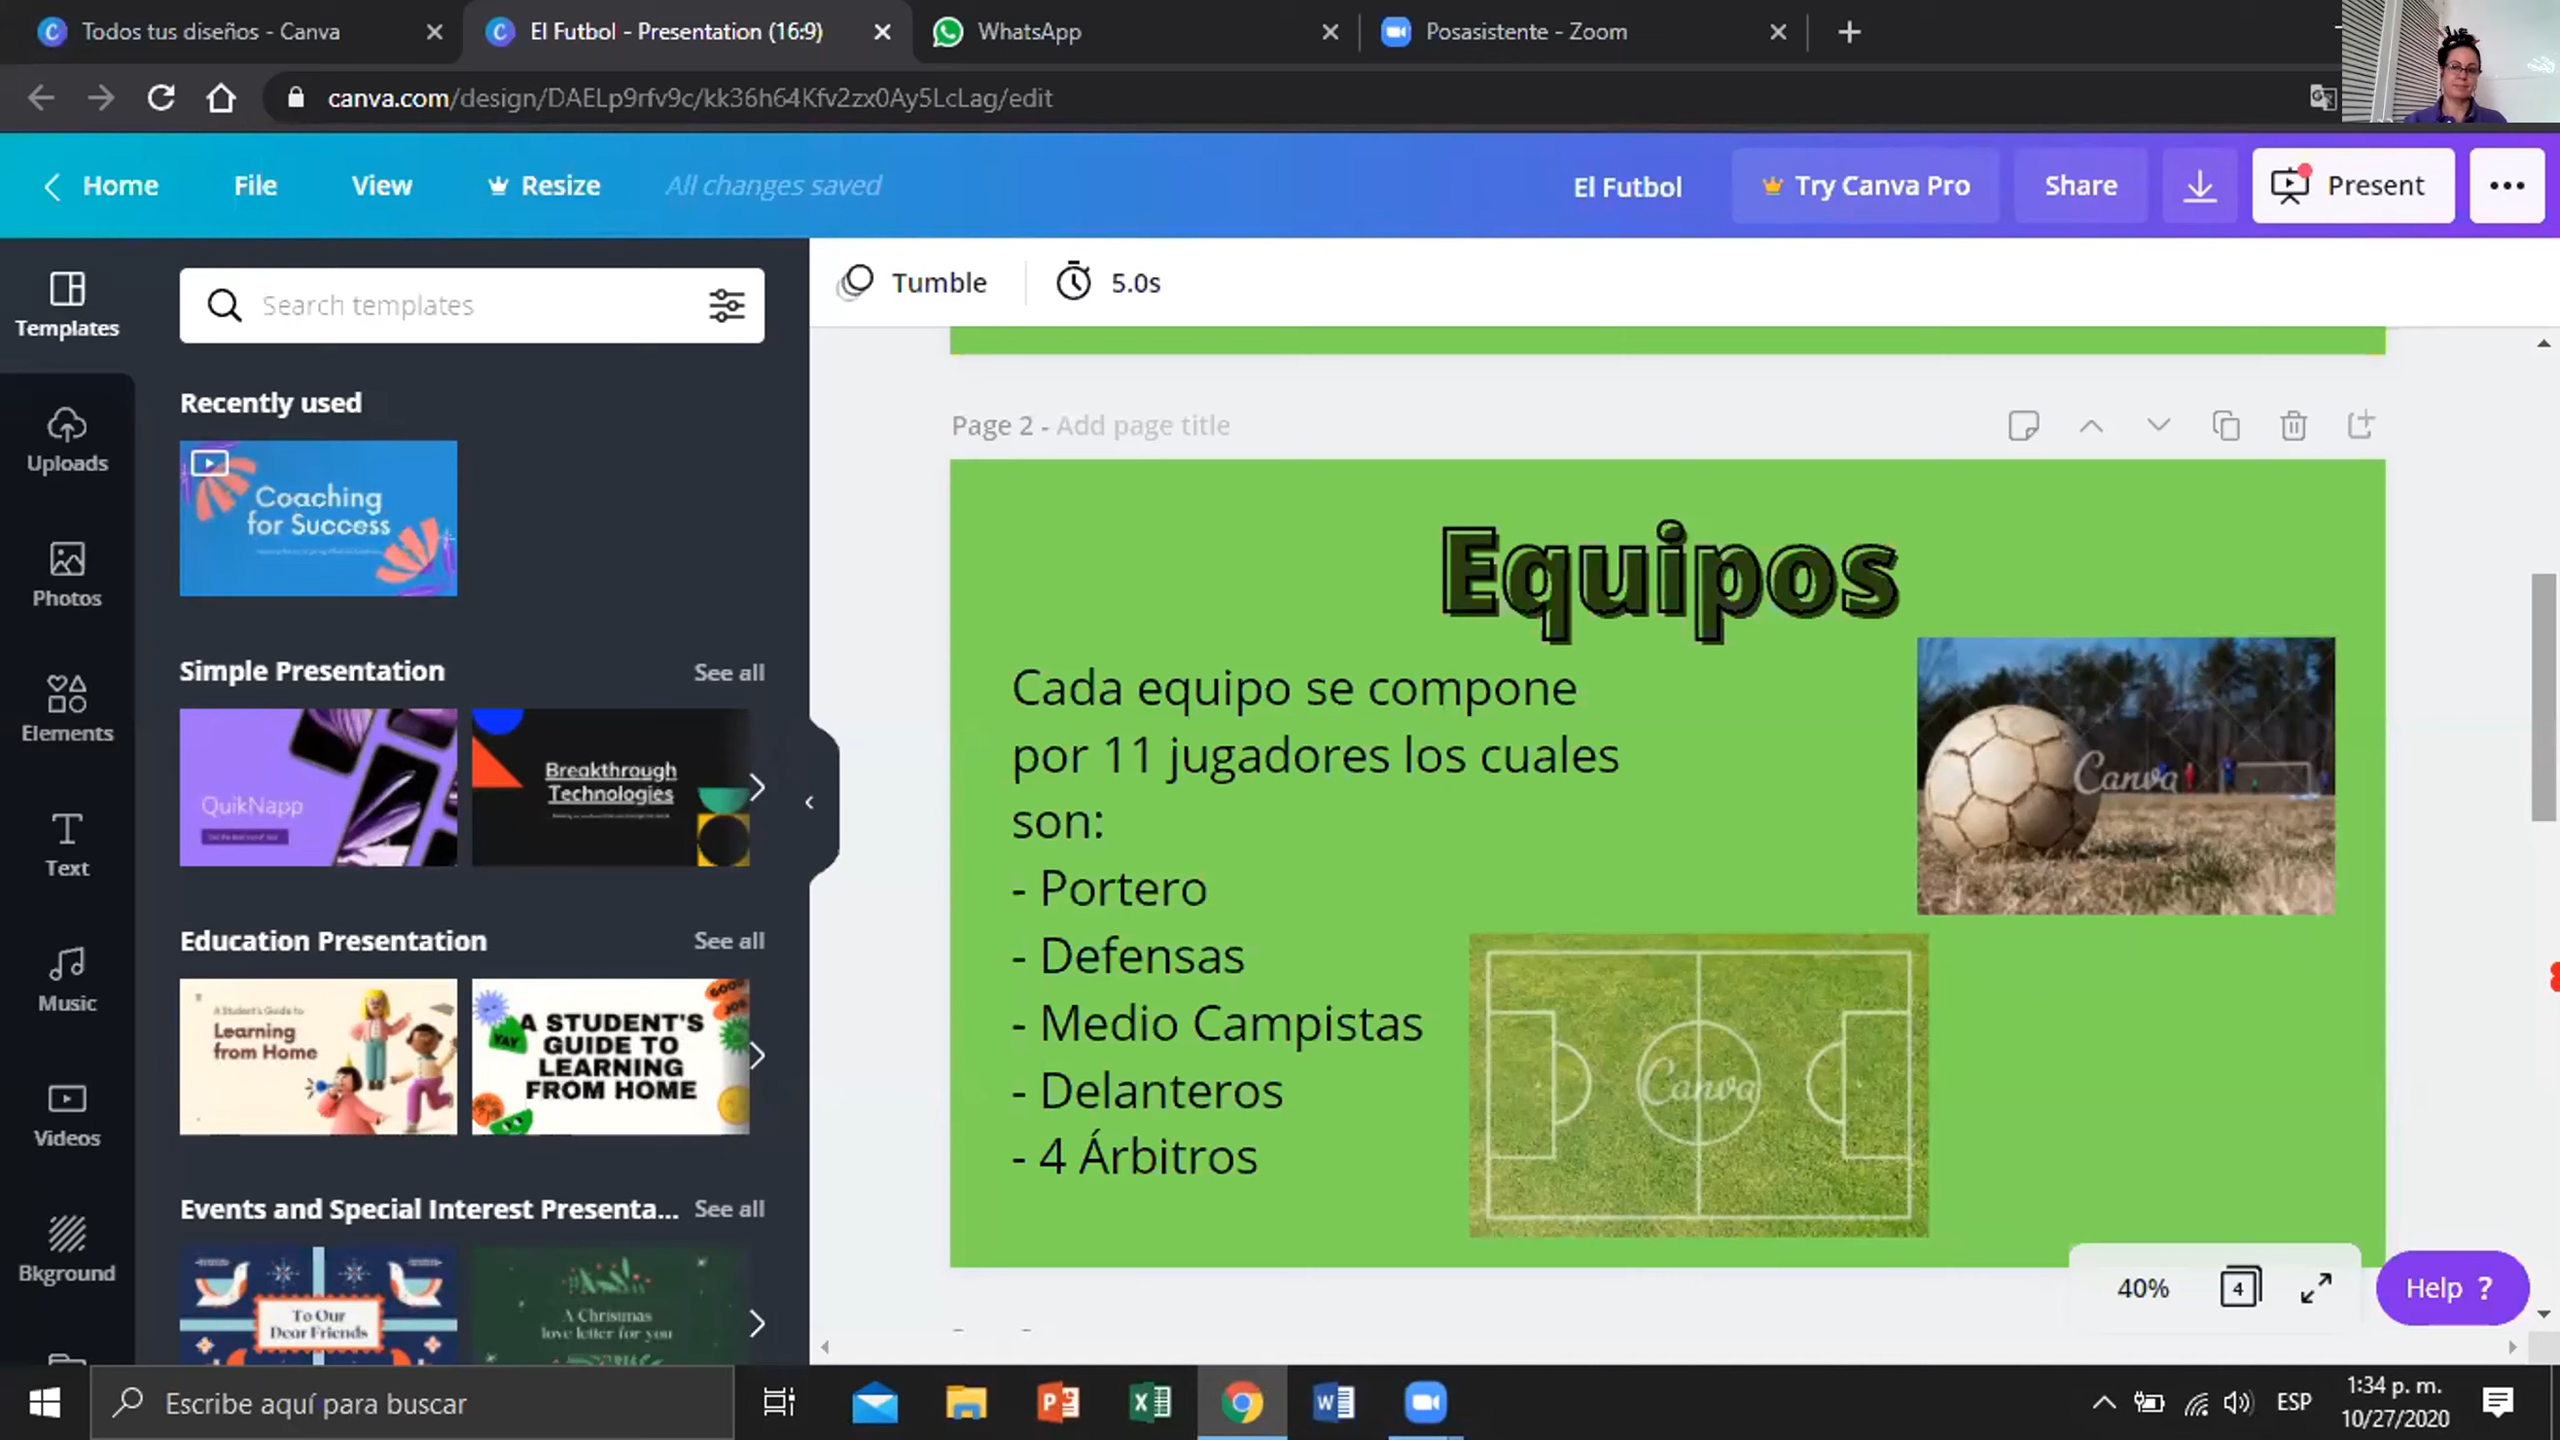 Todos tus diseños - Canva
El Futbol - Presentation (16:9)
WhatsApp
Posasistente - Zoom
canva.com/design/DAELp9rfv9c/kk36h64Kfv2zx0Ay5LcLag/edit
Home
File
View
Resize
All changes saved
El Futbol
Try Canva Pro
Share
Present
Templates
Search templates
Tumble
5.0s
Uploads
Photos
Elements
Text
Music
Videos
Bkground
Recently used
Coaching
for Success
Simple Presentation
See all
QuikNapp
Breakthrough
Technologies
Education Presentation
See all
A Student's Guide to
Learning
from Home
GOOD
JOB
YAY
A STUDENT'S
GUIDE TO
LEARNING
FROM HOME
Events and Special Interest Presenta...
See all
To Our
Dear Friends
A Christmas
love letter for you
Page 2 - Add page title
Equipos
Cada equipo se compone
por 11 jugadores los cuales
son:
- Portero
- Defensas
- Medio Campistas
- Delanteros
- 4 Árbitros
Canva
Canva
40%
4
Help ?
Escribe aquí para buscar
ESP
1:34 p. m.
10/27/2020